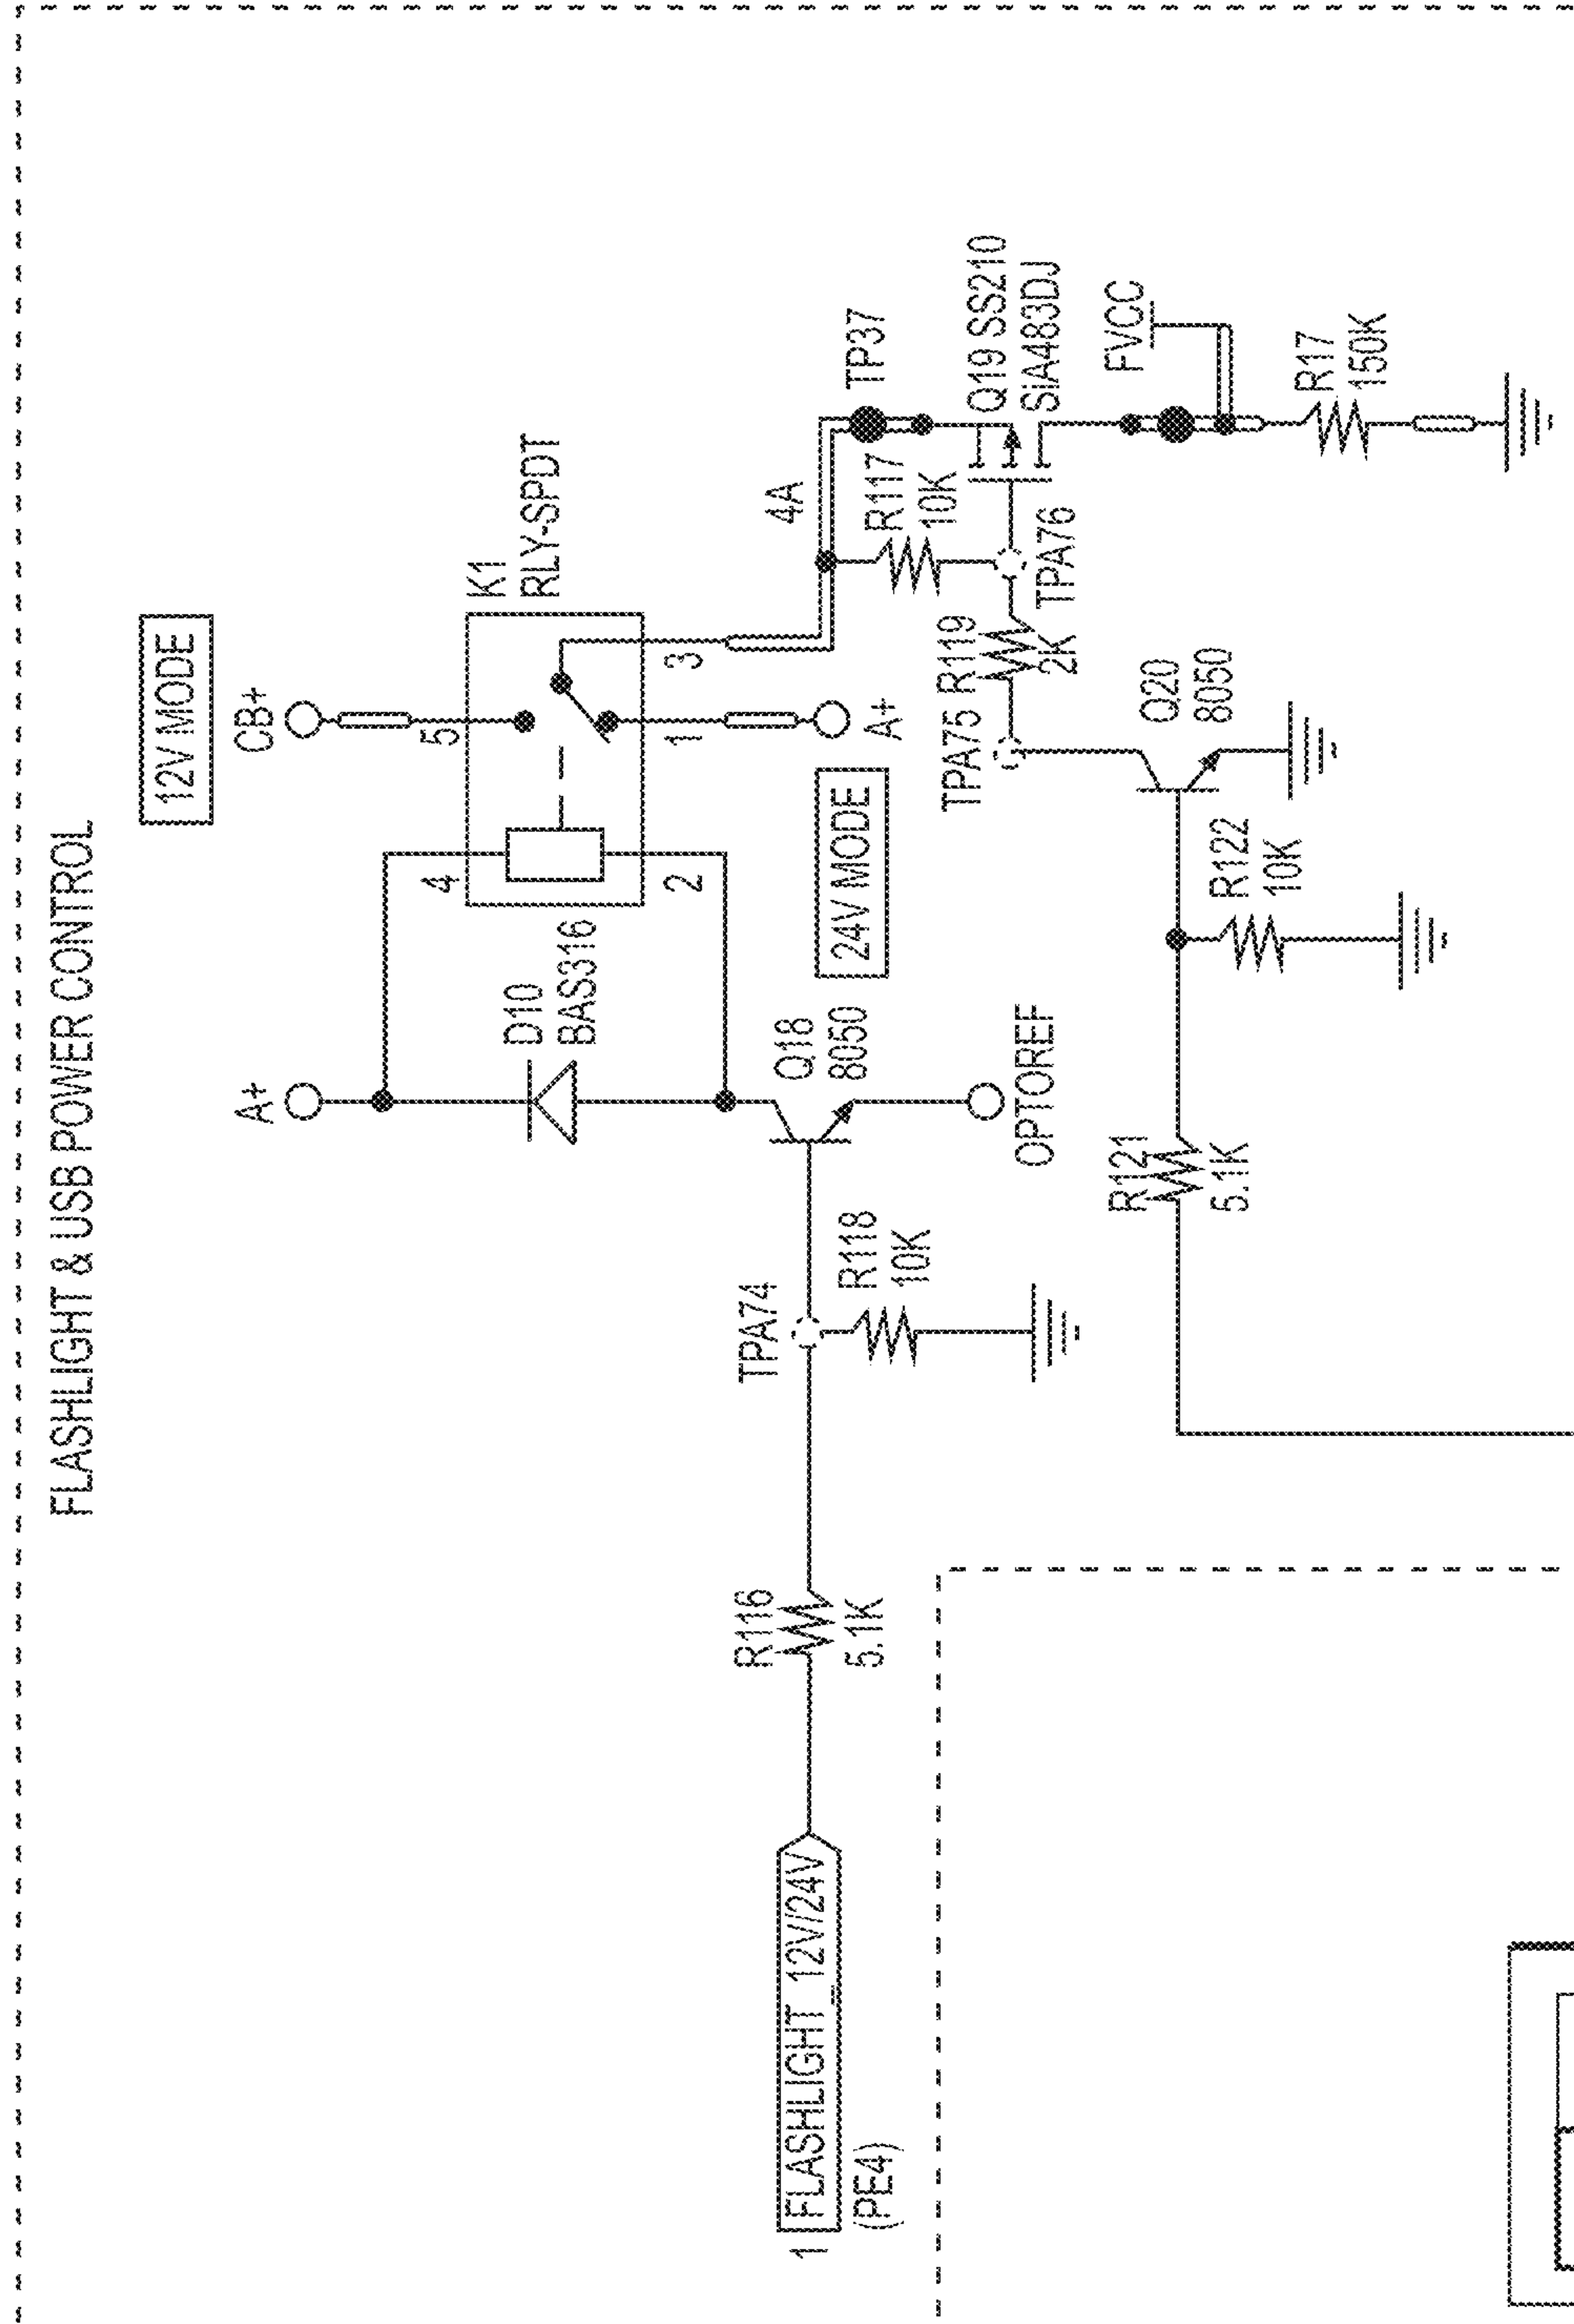 FLASHLIGHT & USB POWER CONTROL
12V MODE
CB+
A+
5
4
K1
RLY-SPDT
D10
BAS316
3
1
2
A+
24V MODE
4A
TP37
R117
10K
Q19 SS210
SiA483DJ
FVCC
R17
150K
TPA76
R119
2K
TPA75
Q20
8050
R122
10K
Q18
8050
OPTOREF
R121
5.1K
TPA74
R118
10K
R116
5.1K
1
FLASHLIGHT_12V/24V
(PE4)